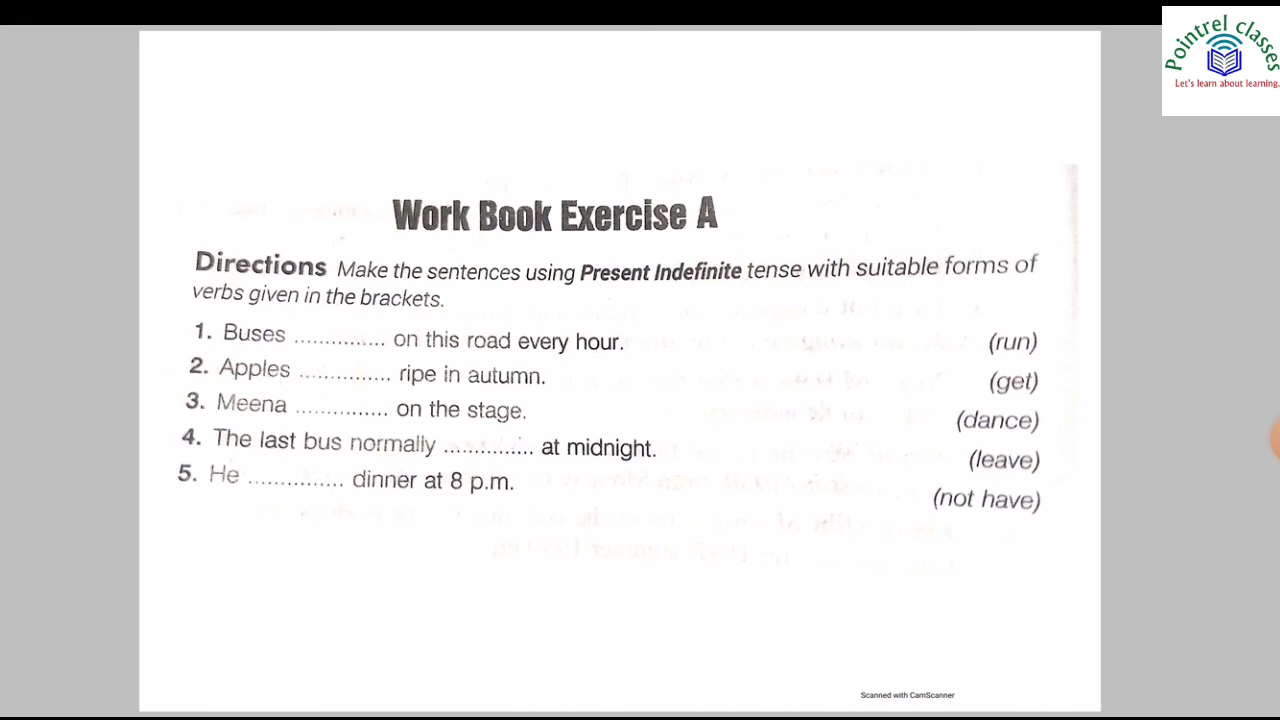 Pointrel classes
Let's learn about learning.
Work Book Exercise A
Directions Make the sentences using Present Indefinite tense with suitable forms of
verbs given in the brackets.
1. Buses ............... on this road every hour. (run)
2. Apples ............... ripe in autumn. (get)
3. Meena ............... on the stage. (dance)
4. The last bus normally ............... at midnight. (leave)
5. He ............... dinner at 8 p.m. (not have)
Scanned with CamScanner